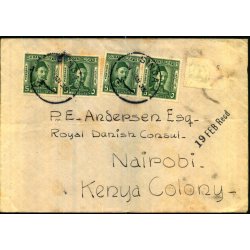 P.E. Andersen Esq-
Royal Danish Consul.
Nairobi-
Kenya Colony-
19 FEB Recd